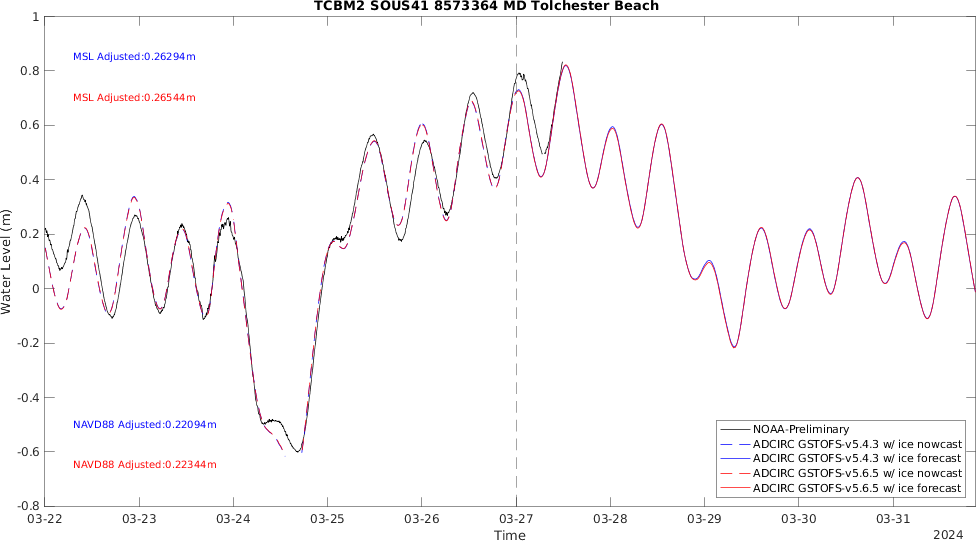 TCBM2 SOUS41 8573364 MD Tolchester Beach
MSL Adjusted:0.26294m
MSL Adjusted:0.26544m
NAVD88 Adjusted:0.22094m
NAVD88 Adjusted:0.22344m
Water Level (m)
1
0.8
0.6
0.4
0.2
0
-0.2
-0.4
-0.6
-0.8
NOAA-Preliminary
ADCIRC GSTOFS-v5.4.3 w/ ice nowcast
ADCIRC GSTOFS-v5.4.3 w/ ice forecast
ADCIRC GSTOFS-v5.6.5 w/ ice nowcast
ADCIRC GSTOFS-v5.6.5 w/ ice forecast
03-22 03-23 03-24 03-25 03-26 03-27 03-28 03-29 03-30 03-31
Time
2024